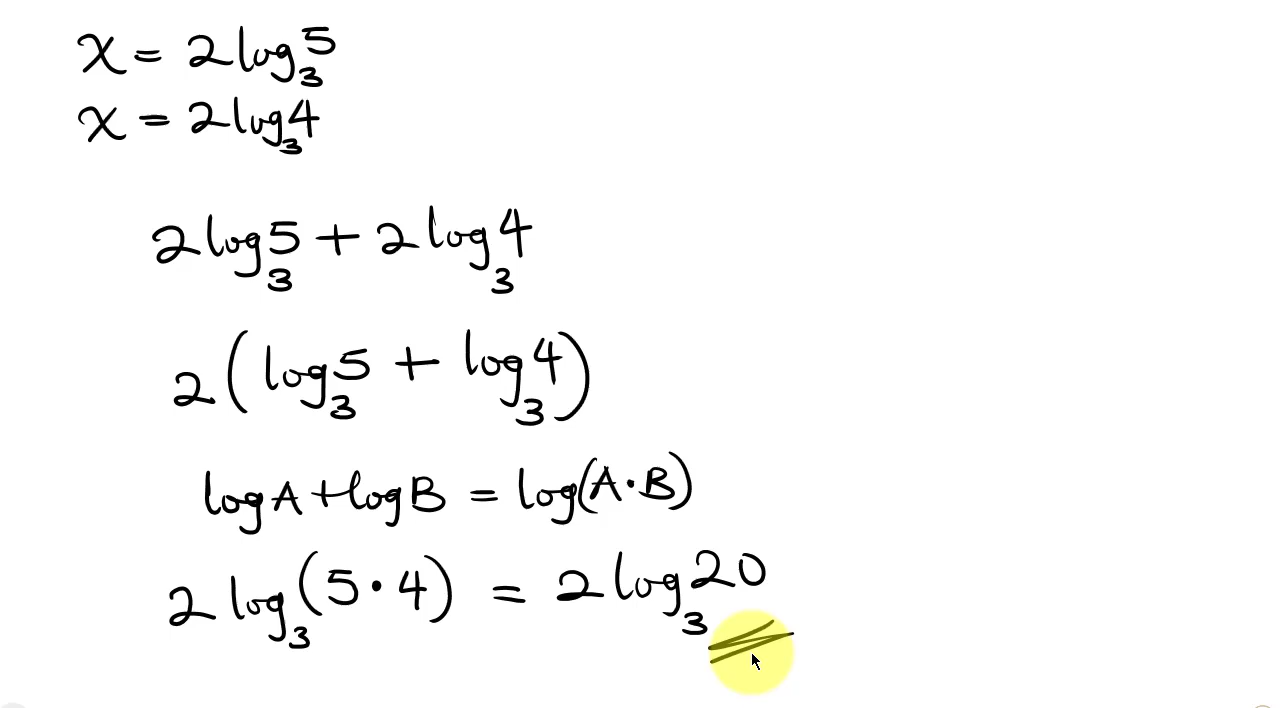 x = 2log₃5
x = 2log₃4
2log₃5 + 2log₃4
2(log₃5 + log₃4)
logA + logB = log(A·B)
2log₃(5·4) = 2log₃20